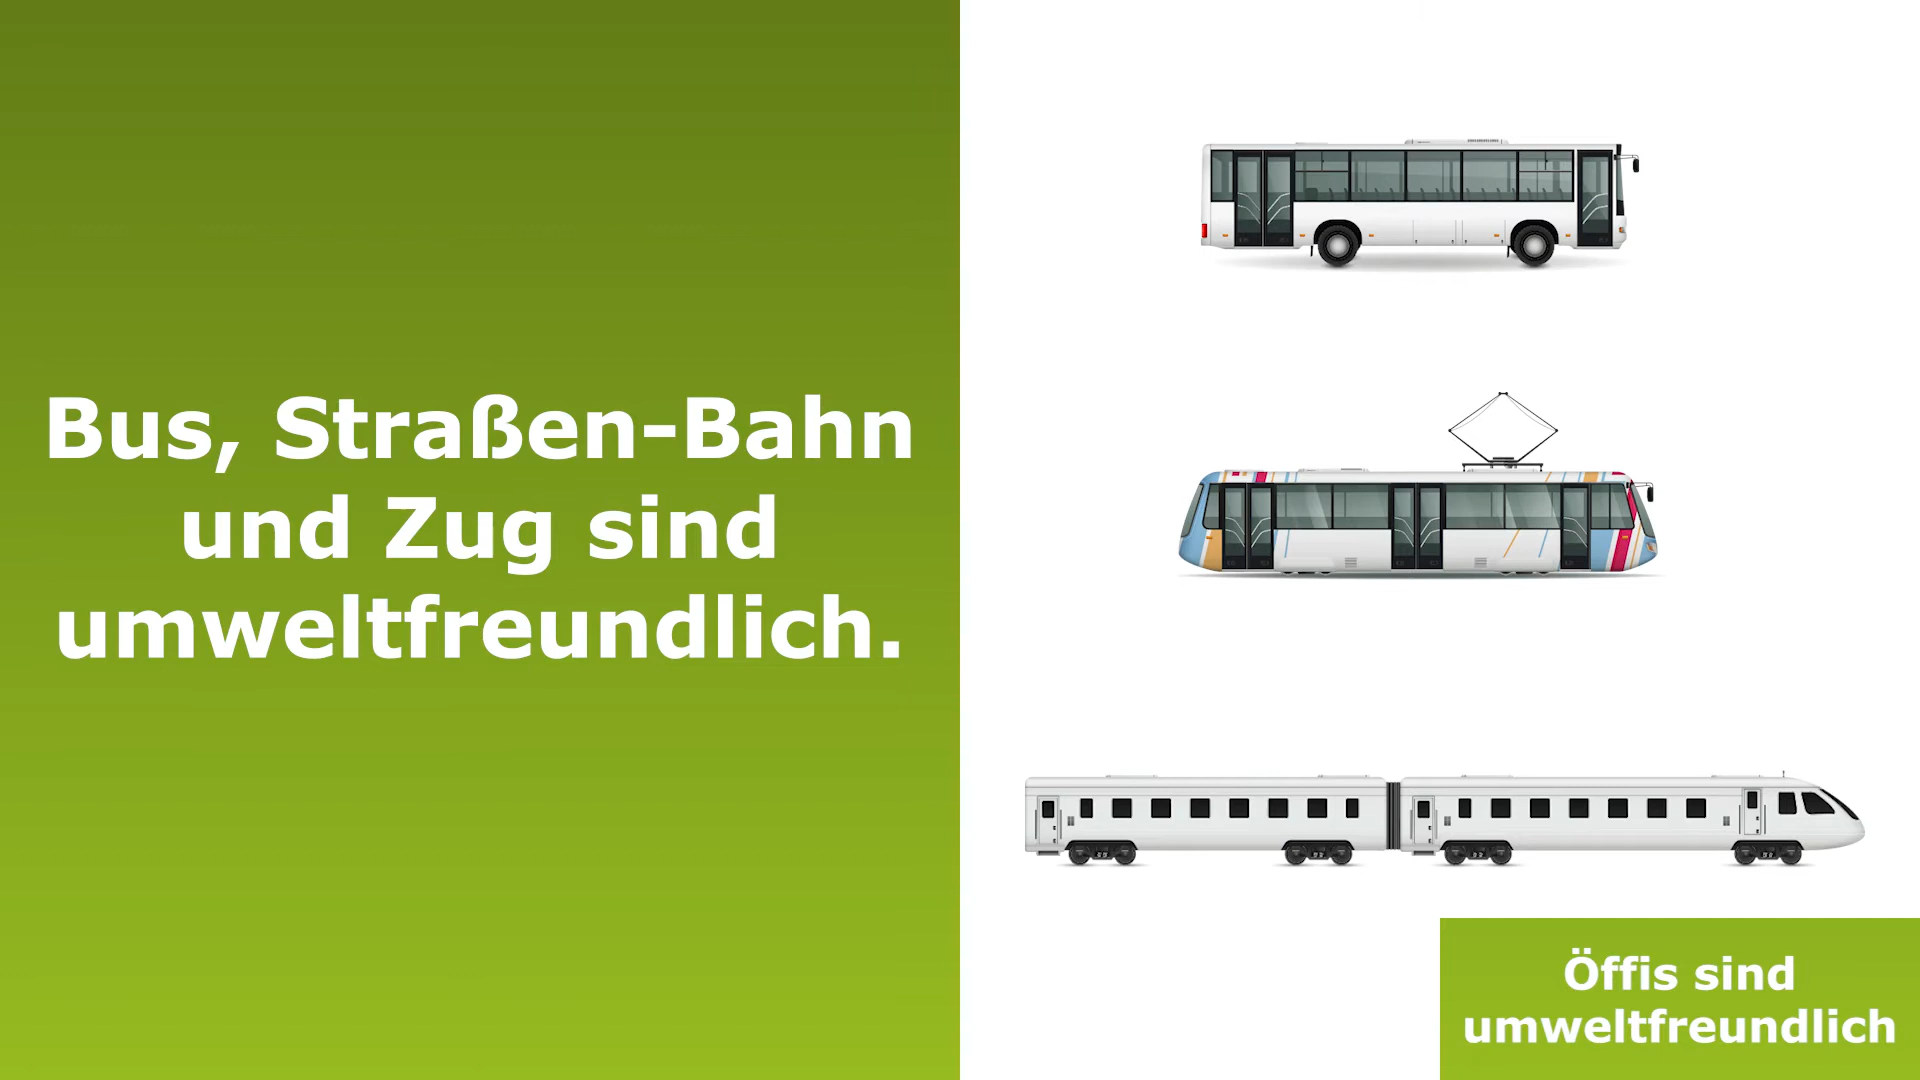 Bus, Straßen-Bahn
und Zug sind
umweltfreundlich.
Öffis sind
umweltfreundlich